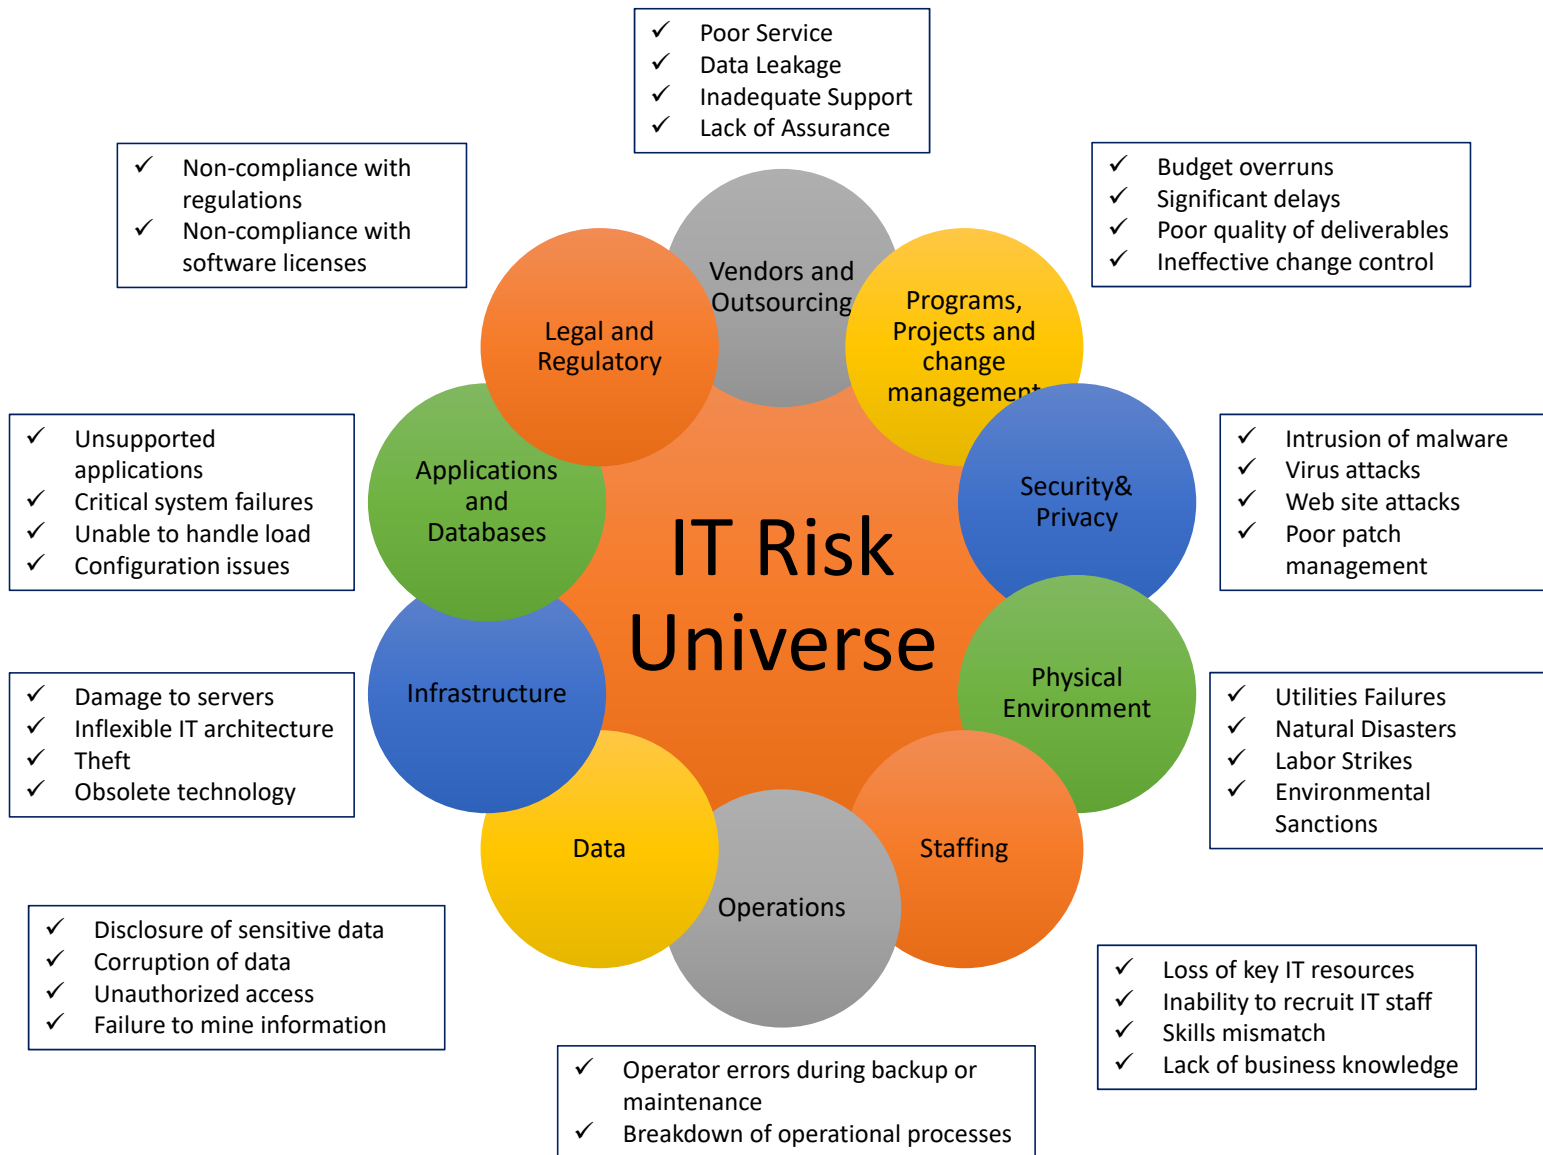 ✓ Poor Service
✓ Data Leakage
✓ Inadequate Support
✓ Lack of Assurance
✓ Non-compliance with
regulations
✓ Non-compliance with
software licenses
✓ Budget overruns
✓ Significant delays
✓ Poor quality of deliverables
✓ Ineffective change control
Vendors and
Outsourcing
Legal and
Regulatory
Programs,
Projects and
change
management
✓ Unsupported
applications
✓ Critical system failures
✓ Unable to handle load
✓ Configuration issues
Applications
and
Databases
Security&
Privacy
✓ Intrusion of malware
✓ Virus attacks
✓ Web site attacks
✓ Poor patch
management
IT Risk
Universe
✓ Damage to servers
✓ Inflexible IT architecture
✓ Theft
✓ Obsolete technology
Infrastructure
Physical
Environment
✓ Utilities Failures
✓ Natural Disasters
✓ Labor Strikes
✓ Environmental
Sanctions
Data
Operations
Staffing
✓ Disclosure of sensitive data
✓ Corruption of data
✓ Unauthorized access
✓ Failure to mine information
✓ Operator errors during backup or
maintenance
✓ Breakdown of operational processes
✓ Loss of key IT resources
✓ Inability to recruit IT staff
✓ Skills mismatch
✓ Lack of business knowledge